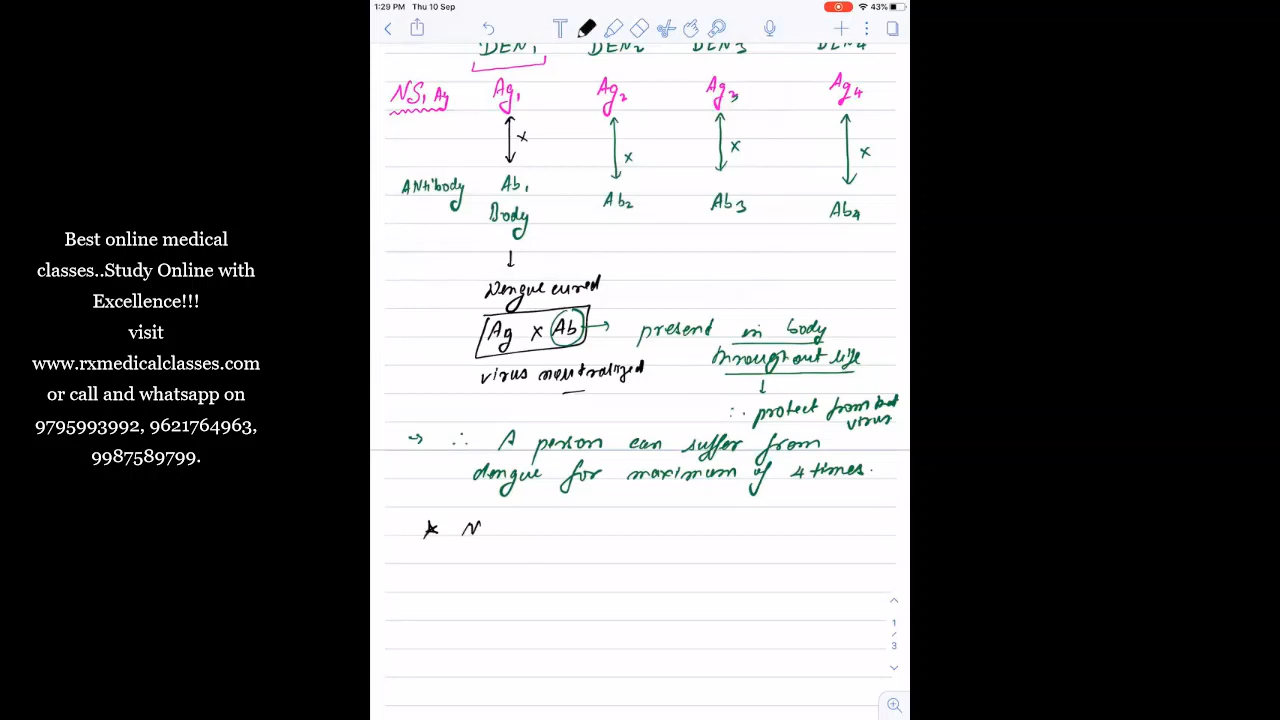 1:29 PM Thu 10 Sep
43%
DEN1 DEN2 DEN3 DEN4
NS1 Ag Ag1 Ag2 Ag3 Ag4
x x x x
ANtibody Ab1 Ab2 Ab3 Ab4
Body
Dengue cured
Ag x Ab → present in body
throughout life
virus neutralized
∴ protect from that
virus
→ ∴ A person can suffer from
dengue for maximum of 4 times.
* N
1
/
3
Best online medical
classes..Study Online with
Excellence!!!
visit
www.rxmedicalclasses.com
or call and whatsapp on
9795993992, 9621764963,
9987589799.